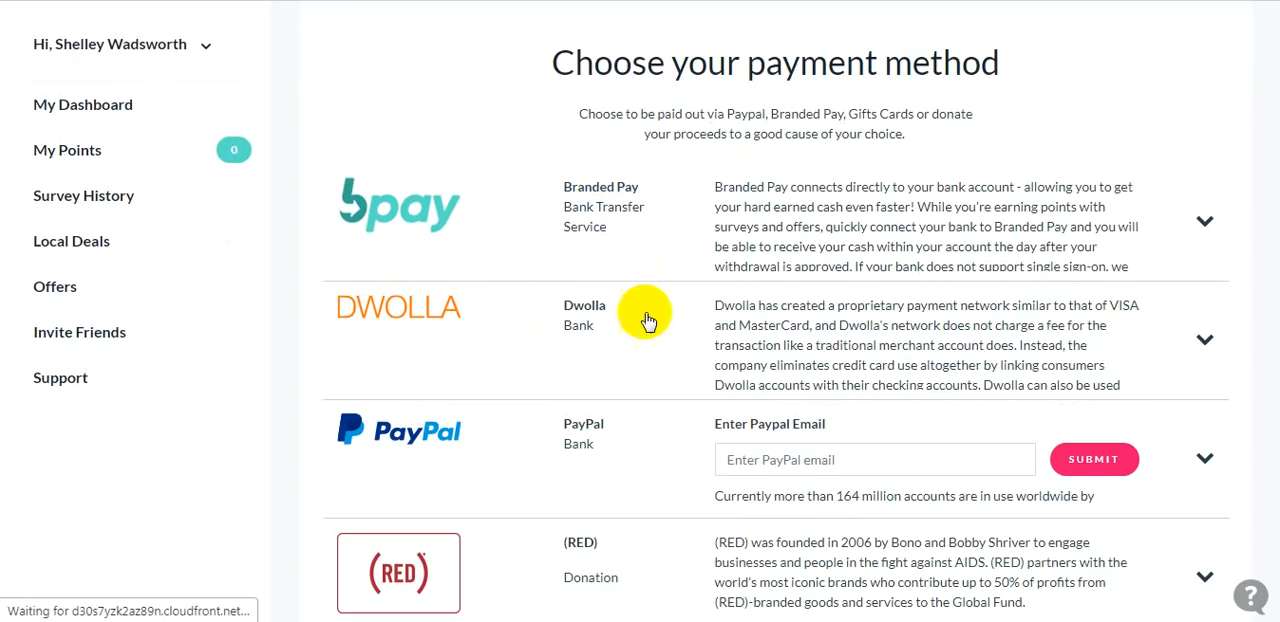 Hi, Shelley Wadsworth
My Dashboard
My Points
0
Survey History
Local Deals
Offers
Invite Friends
Support
Choose your payment method
Choose to be paid out via Paypal, Branded Pay, Gifts Cards or donate
your proceeds to a good cause of your choice.
bpay
Branded Pay
Bank Transfer
Service
Branded Pay connects directly to your bank account - allowing you to get
your hard earned cash even faster! While you're earning points with
surveys and offers, quickly connect your bank to Branded Pay and you will
be able to receive your cash within your account the day after your
withdrawal is approved. If your bank does not support single sign-on, we
DWOLLA
Dwolla
Bank
Dwolla has created a proprietary payment network similar to that of VISA
and MasterCard, and Dwolla's network does not charge a fee for the
transaction like a traditional merchant account does. Instead, the
company eliminates credit card use altogether by linking consumers
Dwolla accounts with their checking accounts. Dwolla can also be used
PayPal
PayPal
Bank
Enter Paypal Email
Enter PayPal email
SUBMIT
Currently more than 164 million accounts are in use worldwide by
(RED)
(RED)
Donation
(RED) was founded in 2006 by Bono and Bobby Shriver to engage
businesses and people in the fight against AIDS. (RED) partners with the
world's most iconic brands who contribute up to 50% of profits from
(RED)-branded goods and services to the Global Fund.
?
Waiting for d30s7yzk2az89n.cloudfront.net...